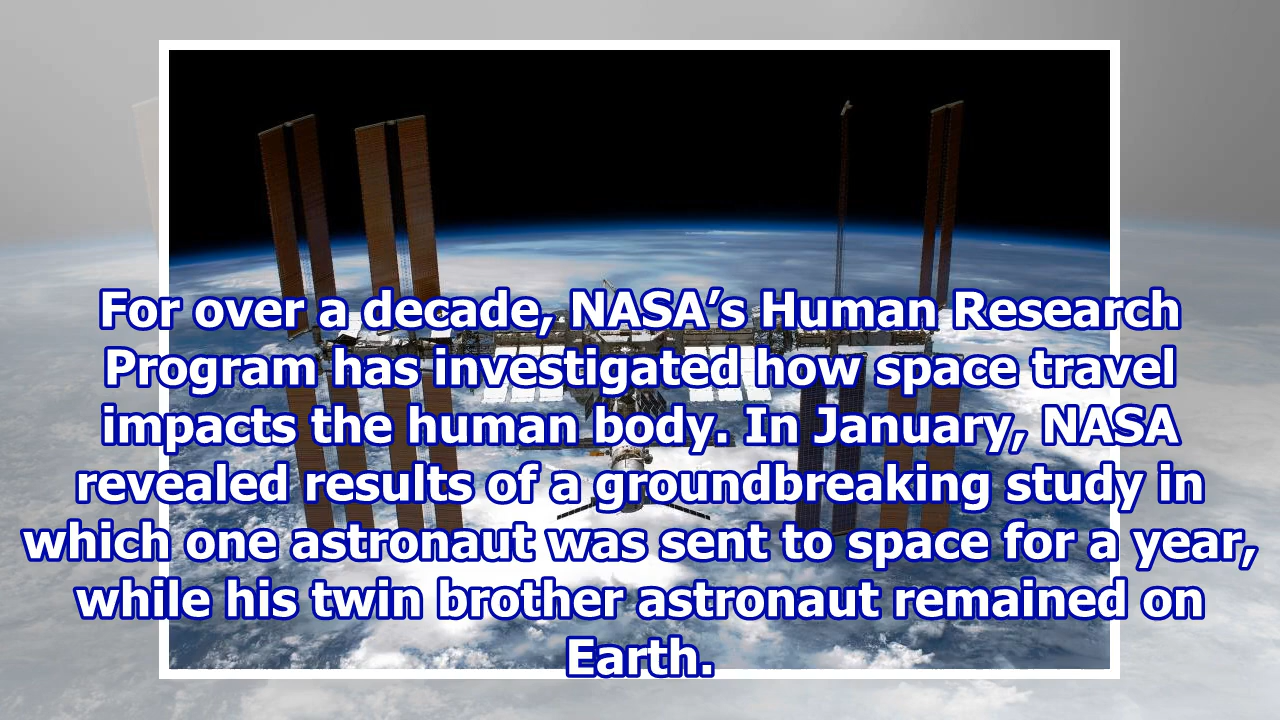 For over a decade, NASA’s Human Research
Program has investigated how space travel
impacts the human body. In January, NASA
revealed results of a groundbreaking study in
which one astronaut was sent to space for a year,
while his twin brother astronaut remained on
Earth.